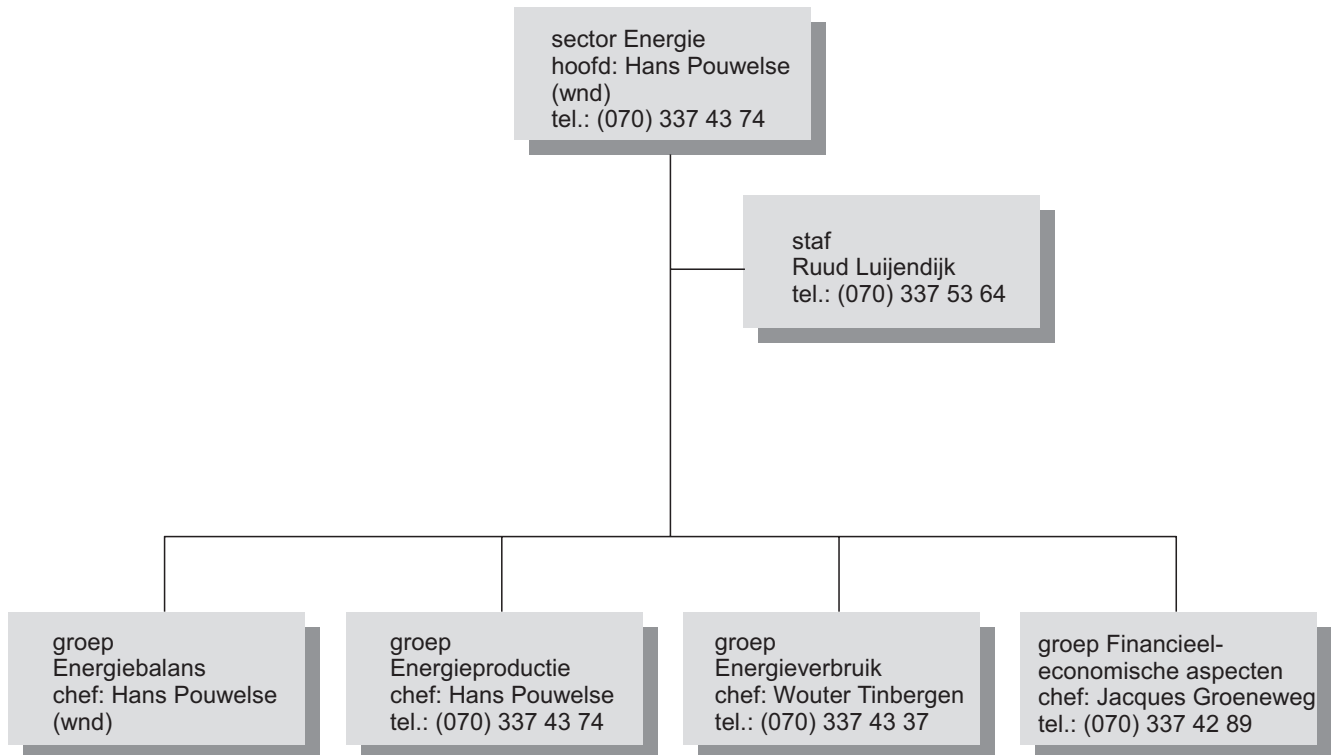 sector Energie
hoofd: Hans Pouwelse
(wnd)
tel.: (070) 337 43 74
staf
Ruud Luijendijk
tel.: (070) 337 53 64
groep
Energiebalans
chef: Hans Pouwelse
(wnd)
groep
Energieproductie
chef: Hans Pouwelse
tel.: (070) 337 43 74
groep
Energieverbruik
chef: Wouter Tinbergen
tel.: (070) 337 43 37
groep Financieel-
economische aspecten
chef: Jacques Groeneweg
tel.: (070) 337 42 89